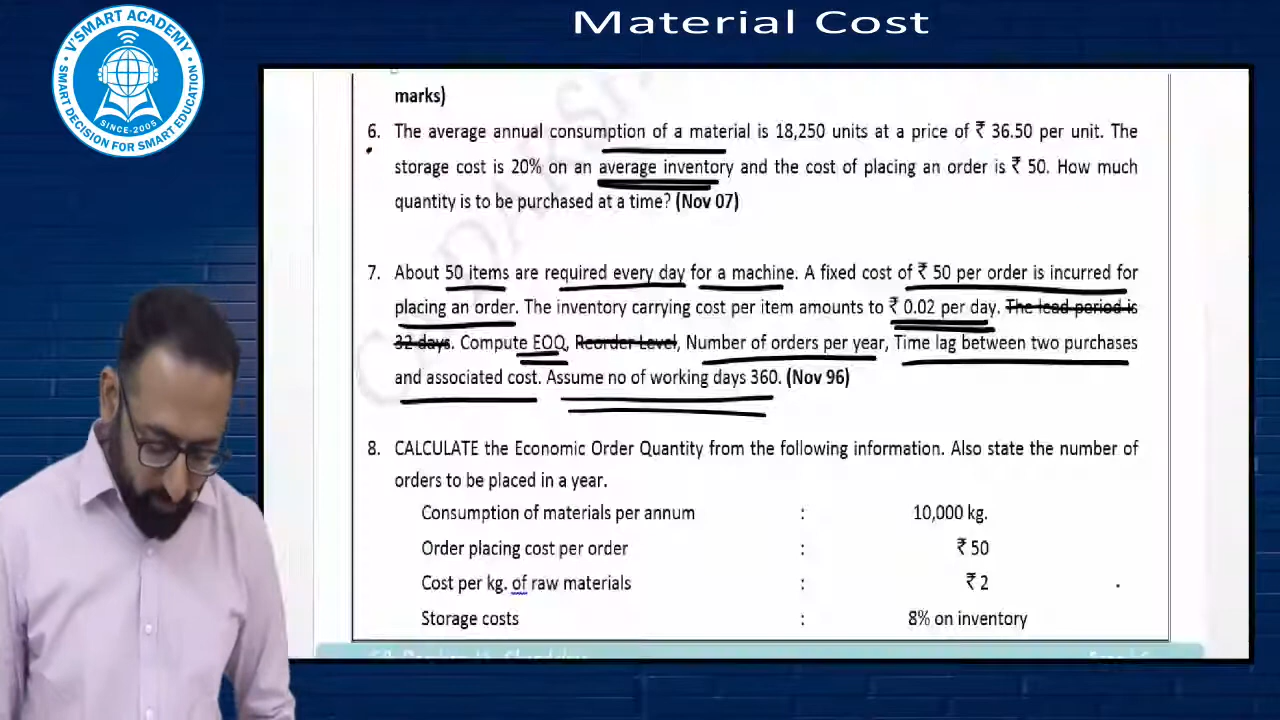 Material Cost
V'SMART ACADEMY
SMART DECISION FOR SMART EDUCATION
SINCE-2005
marks)
6. The average annual consumption of a material is 18,250 units at a price of ₹ 36.50 per unit. The
storage cost is 20% on an average inventory and the cost of placing an order is ₹ 50. How much
quantity is to be purchased at a time? (Nov 07)
7. About 50 items are required every day for a machine. A fixed cost of ₹ 50 per order is incurred for
placing an order. The inventory carrying cost per item amounts to ₹ 0.02 per day. The lead period is
32 days. Compute EOQ, Reorder Level, Number of orders per year, Time lag between two purchases
and associated cost. Assume no of working days 360. (Nov 96)
8. CALCULATE the Economic Order Quantity from the following information. Also state the number of
orders to be placed in a year.
Consumption of materials per annum : 10,000 kg.
Order placing cost per order : ₹ 50
Cost per kg. of raw materials : ₹ 2
Storage costs : 8% on inventory